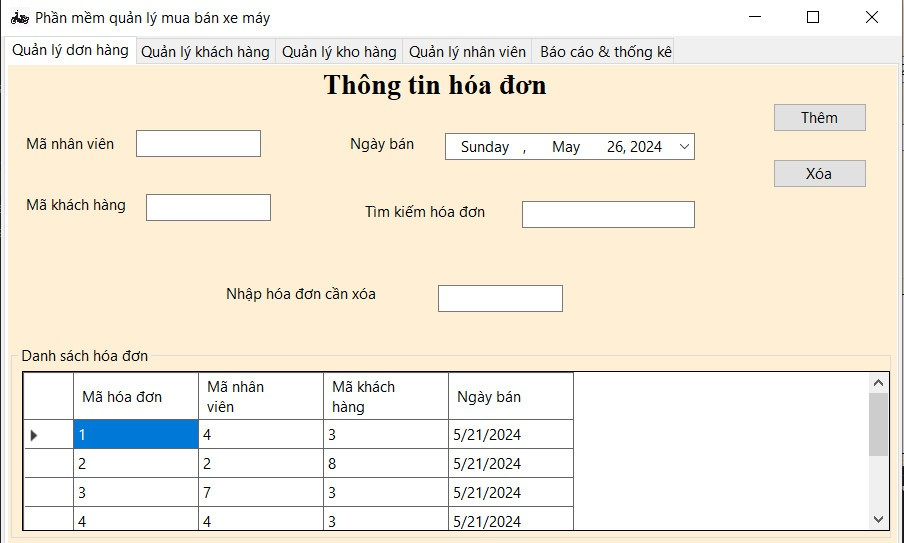 Phần mềm quản lý mua bán xe máy
Quản lý dơn hàng Quản lý khách hàng Quản lý kho hàng Quản lý nhân viên Báo cáo & thống kê
Thông tin hóa đơn
Thêm
Mã nhân viên Ngày bán Sunday , May 26, 2024
Xóa
Mã khách hàng Tìm kiếm hóa đơn
Nhập hóa đơn cần xóa
Danh sách hóa đơn
Mã hóa đơn Mã nhân viên Mã khách hàng Ngày bán
1 4 3 5/21/2024
2 2 8 5/21/2024
3 7 3 5/21/2024
4 4 3 5/21/2024